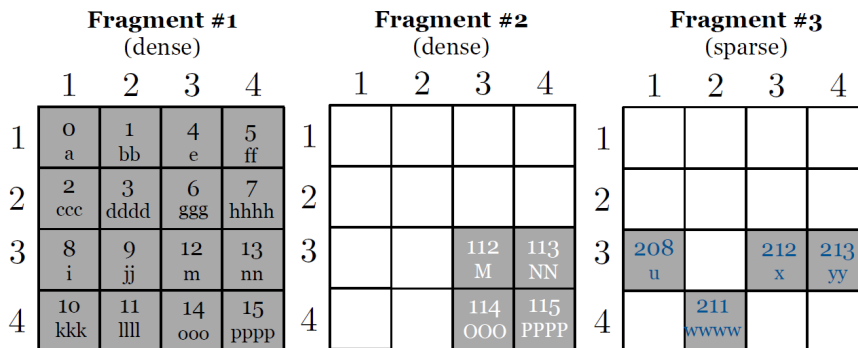 Fragment #1 Fragment #2 Fragment #3
(dense) (dense) (sparse)
1 2 3 4 1 2 3 4 1 2 3 4
1 0 1 4 5 1 1
a bb e ff
2 2 3 6 7 2 2
ccc dddd ggg hhhh
3 8 9 12 13 3 112 113 3 208 212 213
i jj m nn M NN u x yy
4 10 11 14 15 4 114 115 4 211
kkk llll ooo pppp OOO PPPP wwww